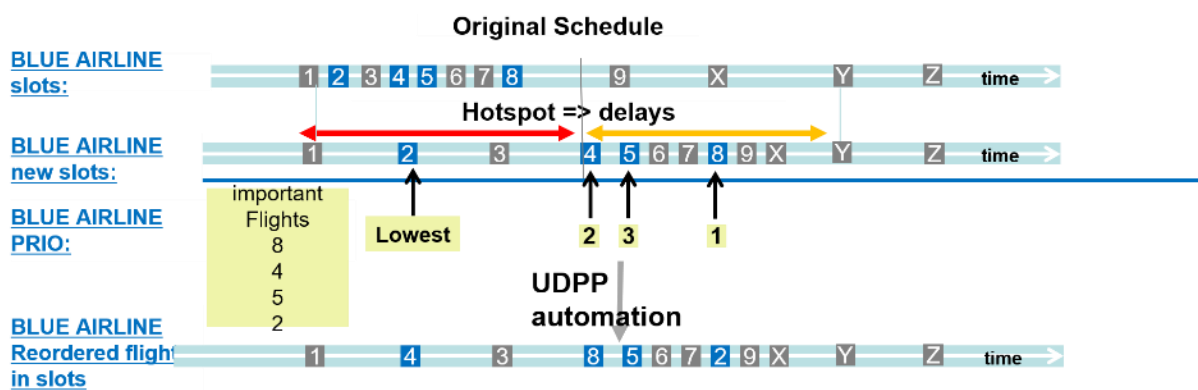 Original Schedule
BLUE AIRLINE
slots:
1 2 3 4 5 6 7 8 9 X Y Z time
Hotspot => delays
BLUE AIRLINE
new slots:
1 2 3 4 5 6 7 8 9 X Y Z time
BLUE AIRLINE
PRIO:
important
Flights
8
4
5
2
Lowest 2 3 1
UDPP
automation
BLUE AIRLINE
Reordered flight
in slots
1 4 3 8 5 6 7 2 9 X Y Z time